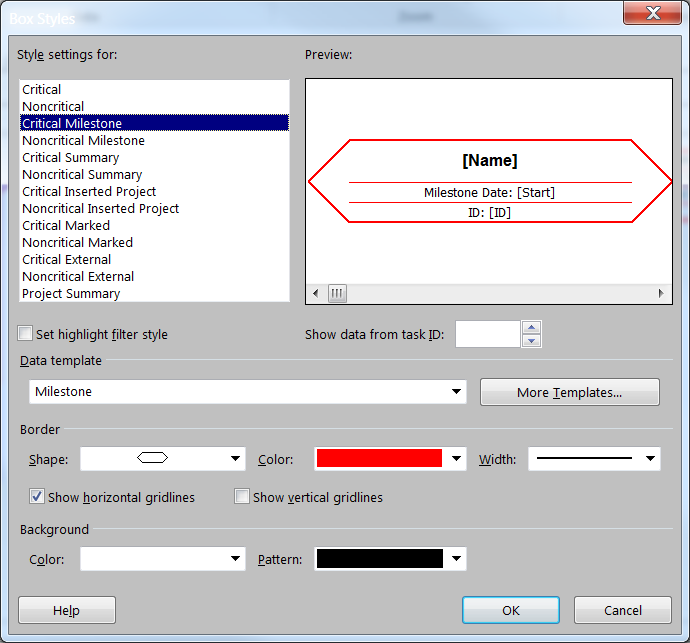 Box Styles
Style settings for:
Preview:
Critical
Noncritical
Critical Milestone
Noncritical Milestone
Critical Summary
Noncritical Summary
Critical Inserted Project
Noncritical Inserted Project
Critical Marked
Noncritical Marked
Critical External
Noncritical External
Project Summary
[Name]
Milestone Date: [Start]
ID: [ID]
Set highlight filter style
Show data from task ID:
Data template
Milestone
More Templates...
Border
Shape:
Color:
Width:
Show horizontal gridlines
Show vertical gridlines
Background
Color:
Pattern:
Help
OK
Cancel